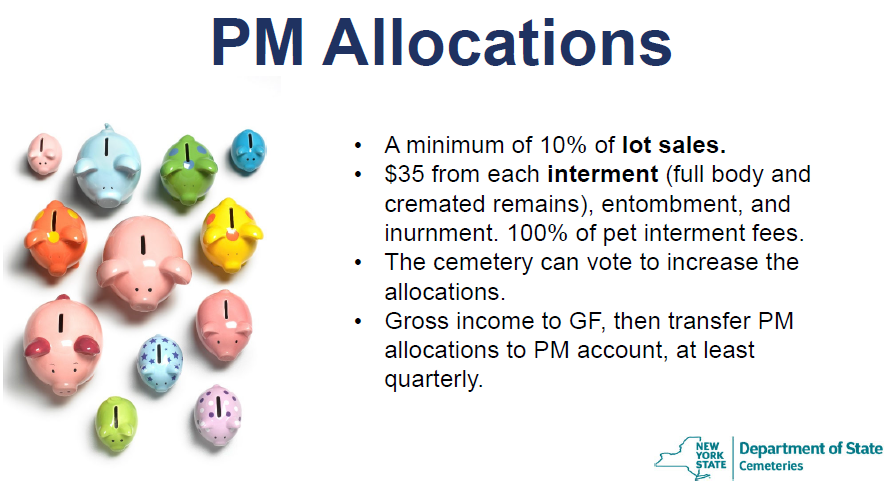 PM Allocations
• A minimum of 10% of lot sales.
• $35 from each interment (full body and
cremated remains), entombment, and
inurnment. 100% of pet interment fees.
• The cemetery can vote to increase the
allocations.
• Gross income to GF, then transfer PM
allocations to PM account, at least
quarterly.
NEW
YORK
STATE
Department of State
Cemeteries